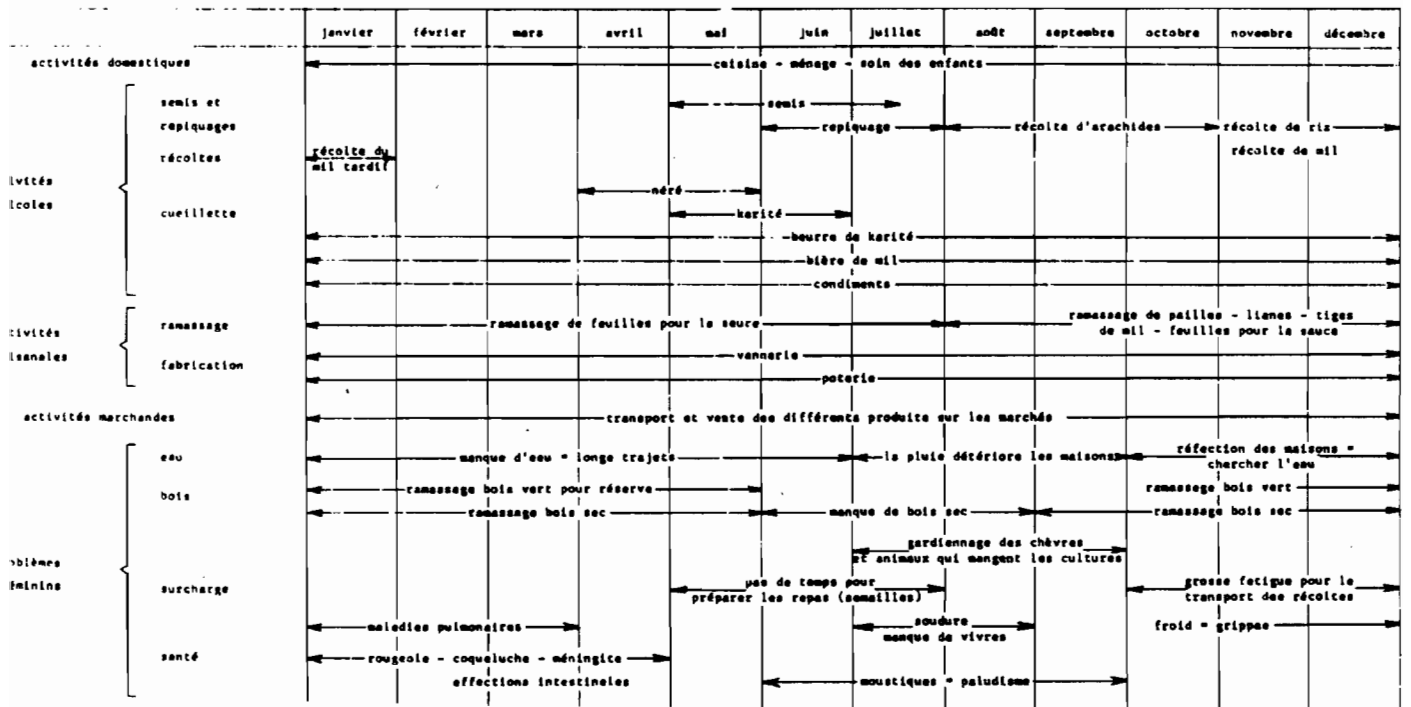 janvier février mars avril mai juin juillet août septembre octobre novembre décembre
activités domestiques cuisine - ménage - soin des enfants
semis et semis
repiquages repiquage récolte d'arachides récolte de riz
récoltes récolte du mil tardif récolte de mil
lvités
icoles
néré
cueillette karité
beurre de karité
bière de mil
condiments
tivités
isanales
ramassage ramassage de feuilles pour la sauce ramassage de pailles - lianes - tiges
de mil - feuilles pour la sauce
vannerie
fabrication
poterie
activités marchandes transport et vente des différents produits sur les marchés
eau manque d'eau = longs trajets la pluie détériore les maisons réfection des maisons =
chercher l'eau
bois ramassage bois vert pour réserve ramassage bois vert
ramassage bois sec manque de bois sec ramassage bois sec
oblèmes
éminins
gardiennage des chèvres
et animaux qui mangent les cultures
surcharge pas de temps pour
préparer les repas (semailles) grosse fatigue pour le
transport des récoltes
maladies pulmonaires soudure
manque de vivres froid = grippes
santé rougeole - coqueluche - méningite
affections intestinales moustiques = paludisme